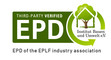 THIRD PARTY VERIFIED
EPD
Institut Bauen
und Umwelt e.V.
EPD of the EPLF industry association